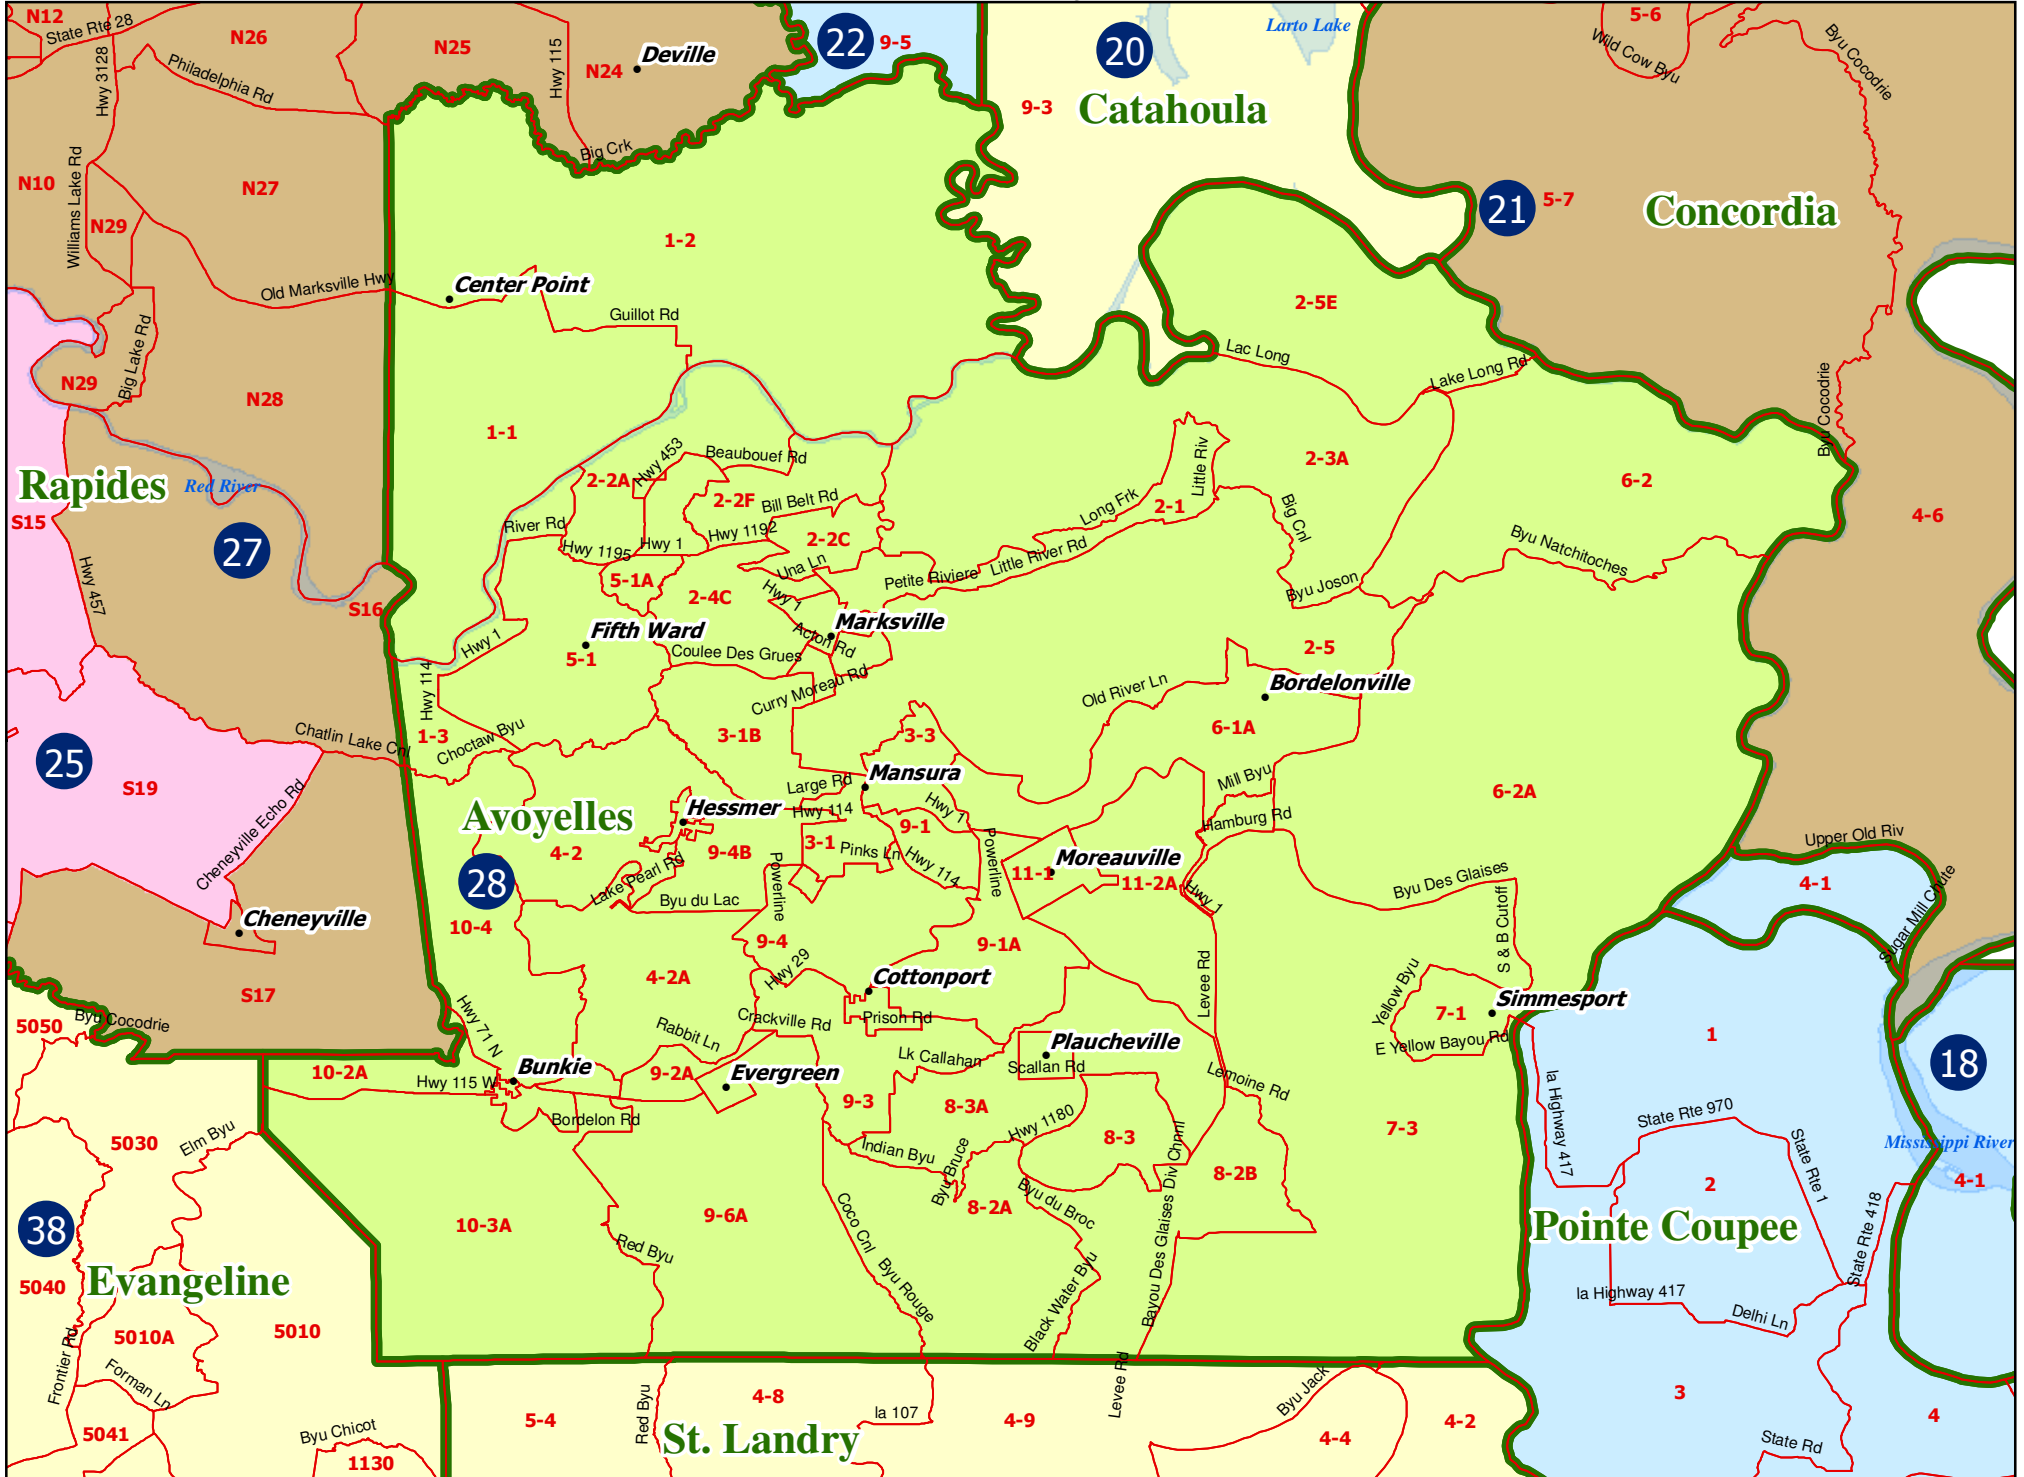 N12
State Rte 28
N26
N25
Hwy 115
N24
Deville
22
9-5
20
Larto Lake
5-6
Wild Cow Byu
Byu Cocodrie
Hwy 3128
Philadelphia Rd
9-3
Catahoula
Big Crk
N10
Williams Lake Rd
N27
N29
1-2
21
5-7
Concordia
Old Marksville Hwy
Center Point
Guillot Rd
2-5E
Big Lake Rd
N29
N28
Lac Long
Lake Long Rd
Byu Cocodrie
1-1
Hwy 453
Beaubouef Rd
Little Riv
2-3A
6-2
Rapides
Red River
S15
2-2A
2-2F
Bill Belt Rd
Long Frk
2-1
Big Cnl
4-6
27
River Rd
Hwy 1195
Hwy 1
Hwy 1192
2-2C
Una Ln
Petite Riviere
Little River Rd
Byu Natchitoches
Hwy 457
S16
5-1A
2-4C
Hwy 1
Byu Joson
Fifth Ward
5-1
Marksville
Acton Rd
Hwy 1
Coulee Des Grues
2-5
Hwy 114
Curry Moreau Rd
Old River Ln
Bordelonville
1-3
Choctaw Byu
3-1B
3-3
6-1A
Chatlin Lake Cnl
25
S19
Cheneyville Echo Rd
Large Rd
Mansura
Mill Byu
6-2A
Avoyelles
Hessmer
Hwy 114
Hwy 1
9-1
Hamburg Rd
4-2
9-4B
3-1
Pinks Ln
Hwy 114
Powerline
11-1
Moreauville
11-2A
Upper Old Riv
28
Lake Pearl Rd
Powerline
Byu du Lac
Hwy 1
Byu Des Glaises
4-1
Cheneyville
10-4
9-4
9-1A
S & B Cutoff
Sugar Mill Chute
S17
4-2A
Hwy 29
Cottonport
Levee Rd
Yellow Byu
7-1
Simmesport
5050
Byu Cocodrie
Hwy 71 N
Rabbit Ln
Crackville Rd
Prison Rd
E Yellow Bayou Rd
1
18
10-2A
Hwy 115 W
Bunkie
9-2A
Evergreen
Lk Callahan
Plaucheville
Scallan Rd
Lemoine Rd
la Highway 417
Bordelon Rd
9-3
8-3A
Hwy 1180
8-3
7-3
State Rte 970
State Rte 1
Mississippi River
5030
Elm Byu
Indian Byu
Byu Bruce
8-2B
2
4-1
38
10-3A
9-6A
8-2A
Byu du Broc
Bayou Des Glaises Div Chnnl
Pointe Coupee
State Rte 418
Red Byu
Coco Cnl
5040
Evangeline
Byu Rouge
Black Water Byu
la Highway 417
Delhi Ln
5010A
5010
Frontier Rd
Forman Ln
5041
Byu Chicot
1130
5-4
Red Byu
4-8
la 107
St. Landry
4-9
Levee Rd
Byu Jack
4-4
4-2
3
4
State Rd